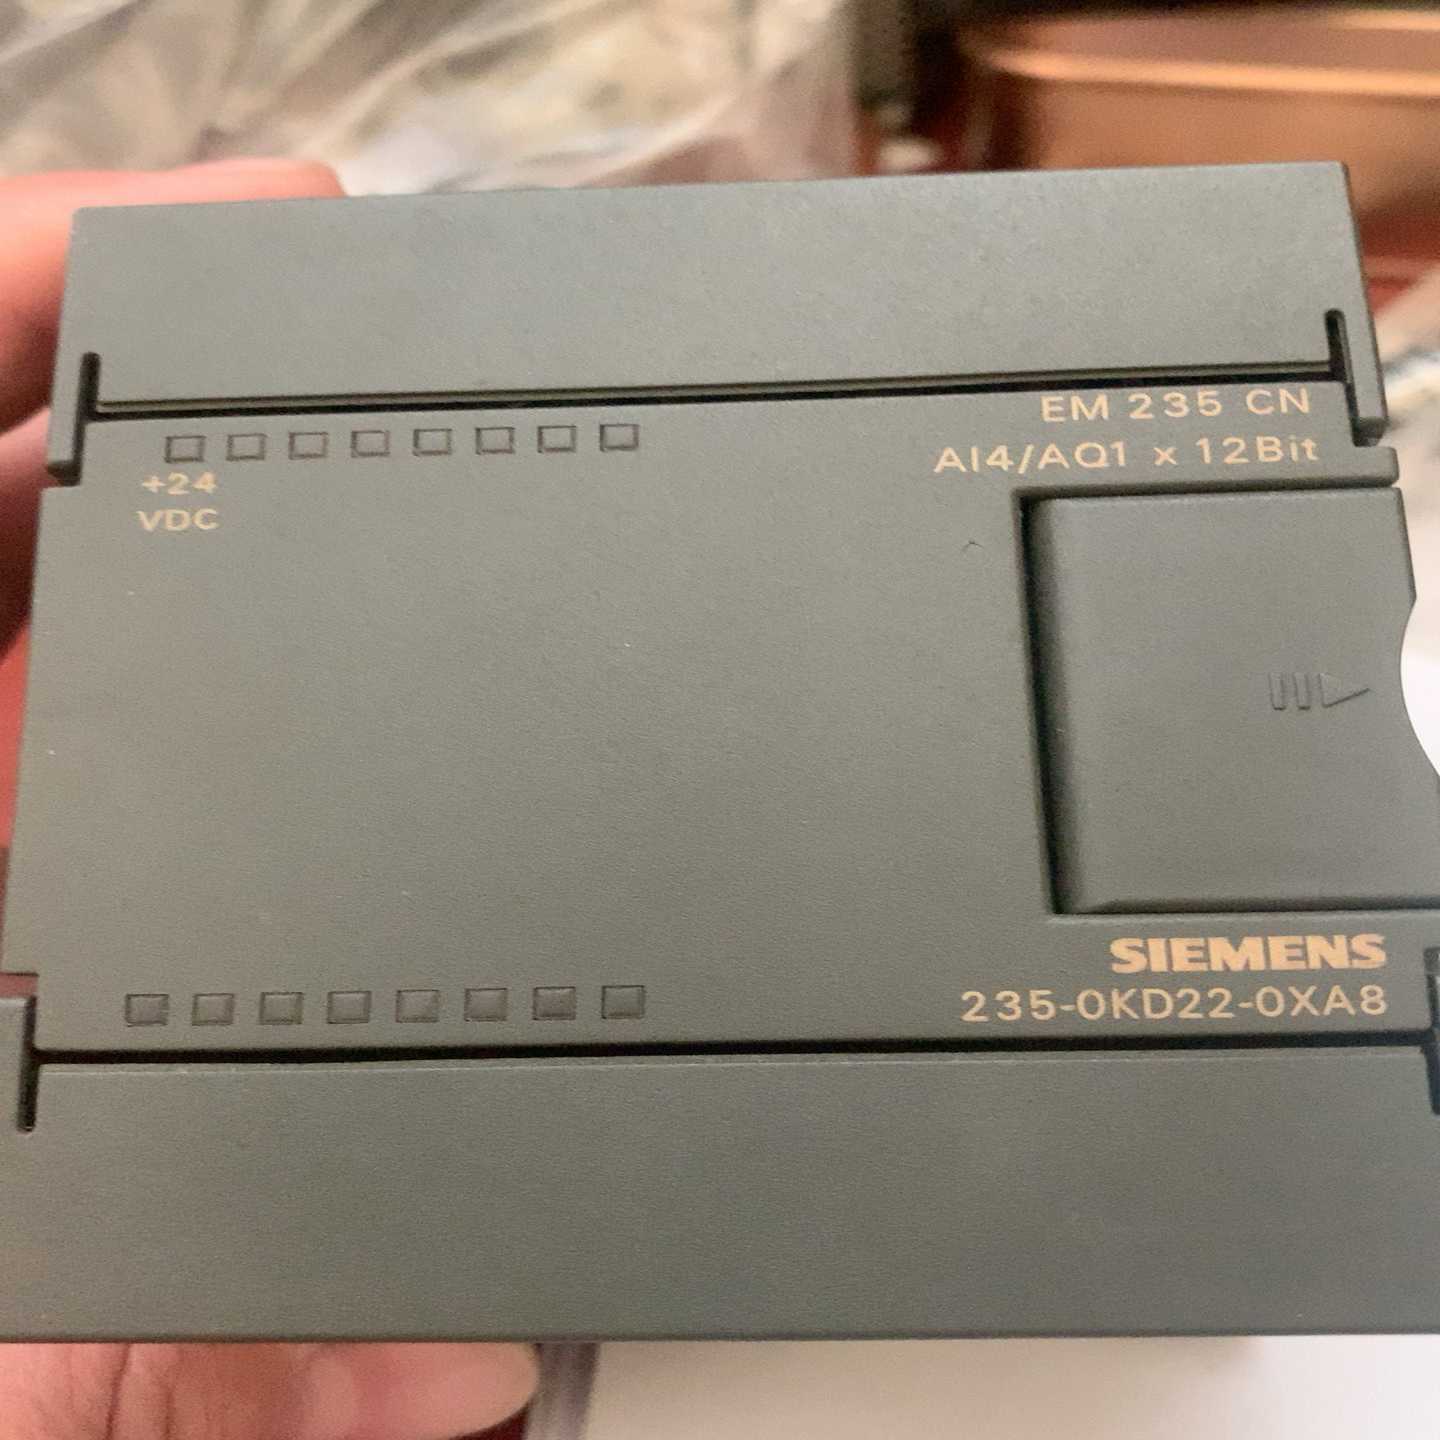 EM 235 CN
AI4/AQ1 x 12Bit
+24
VDC
SIEMENS
235-0KD22-0XA8